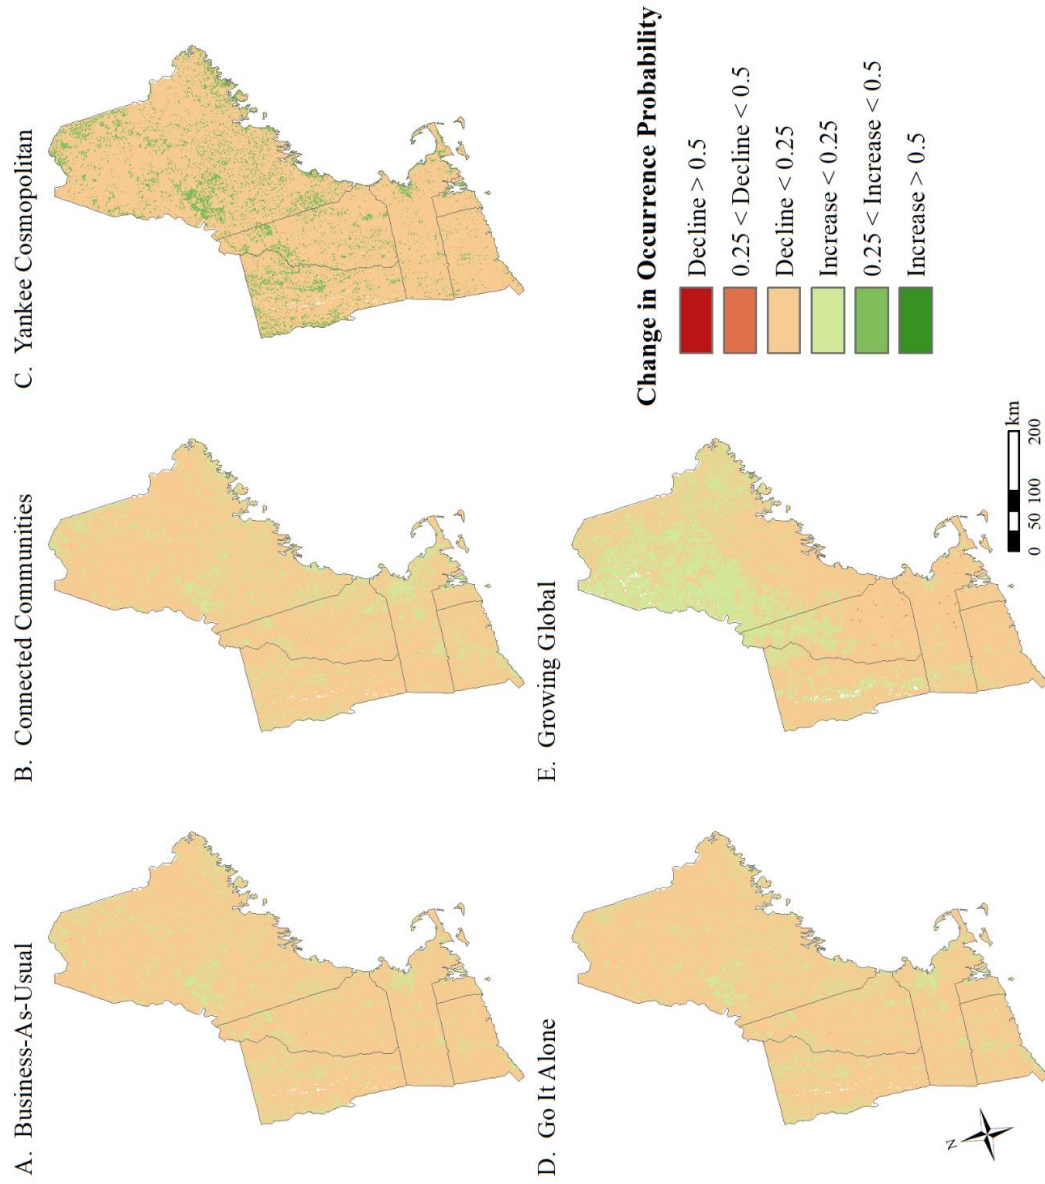 A. Business-As-Usual
B. Connected Communities
C. Yankee Cosmopolitan
D. Go It Alone
E. Growing Global
Change in Occurrence Probability
Decline > 0.5
0.25 < Decline < 0.5
Decline < 0.25
Increase < 0.25
0.25 < Increase < 0.5
Increase > 0.5
N
km
0 50 100 200